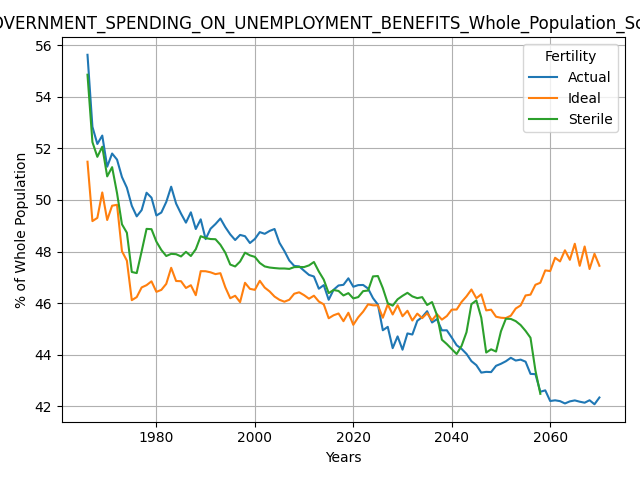 OVERNMENT_SPENDING_ON_UNEMPLOYMENT_BENEFITS_Whole_Population_So
Fertility
Actual
Ideal
Sterile
% of Whole Population
56
54
52
50
48
46
44
42
1980
2000
2020
2040
2060
Years